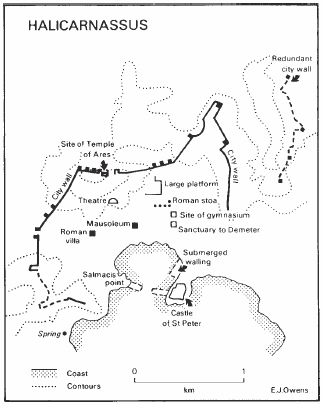 HALICARNASSUS
Redundant
city wall
Site of Temple
of Ares
City wall
City wall
Large platform
Theatre
Roman stoa
Site of gymnasium
Mausoleum
Sanctuary to Demeter
Roman
villa
Submerged
walling
Salmacis
point
Castle
of St Peter
Spring
Coast
Contours
0 1
km
E.J.Owens